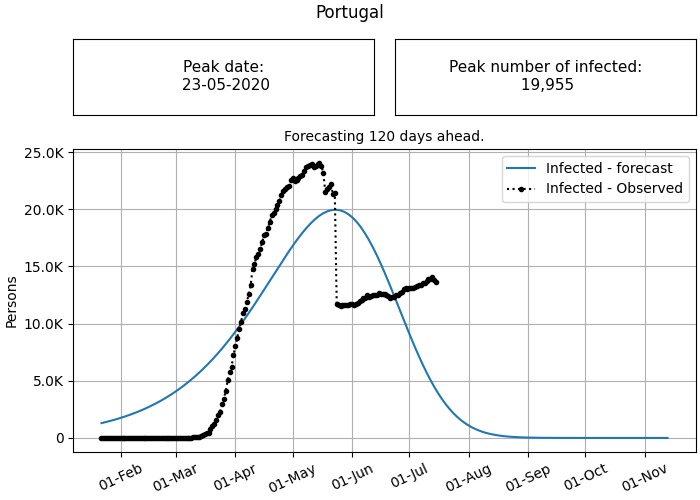 Portugal
Peak date:
23-05-2020
Peak number of infected:
19,955
Forecasting 120 days ahead.
25.0K
20.0K
15.0K
10.0K
5.0K
0
Persons
Infected - forecast
Infected - Observed
01-Feb
01-Mar
01-Apr
01-May
01-Jun
01-Jul
01-Aug
01-Sep
01-Oct
01-Nov